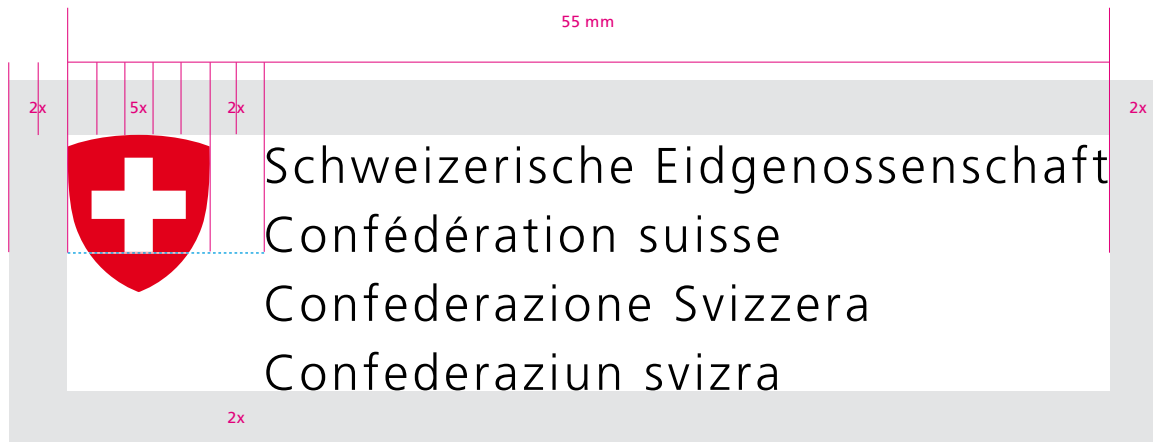 55 mm
2x 5x 2x 2x
Schweizerische Eidgenossenschaft
Confédération suisse
Confederazione Svizzera
Confederaziun svizra
2x